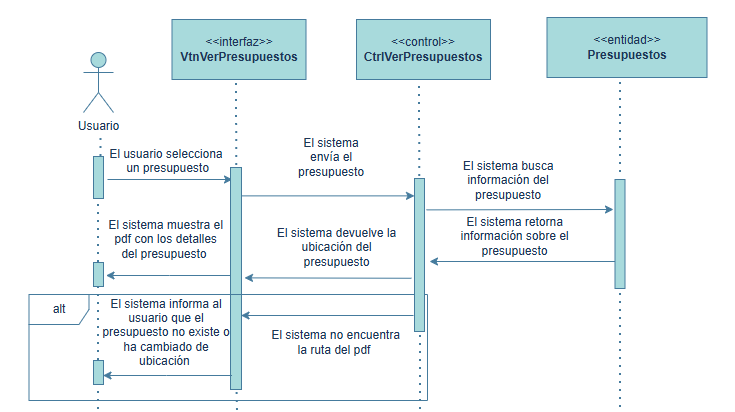 <<interfaz>>
VtnVerPresupuestos
<<control>>
CtrlVerPresupuestos
<<entidad>>
Presupuestos
Usuario
El usuario selecciona
un presupuesto
El sistema
envía el
presupuesto
El sistema busca
información del
presupuesto
El sistema retorna
información sobre el
presupuesto
El sistema devuelve la
ubicación del
presupuesto
El sistema muestra el
pdf con los detalles
del presupuesto
alt
El sistema no encuentra
la ruta del pdf
El sistema informa al
usuario que el
presupuesto no existe o
ha cambiado de
ubicación